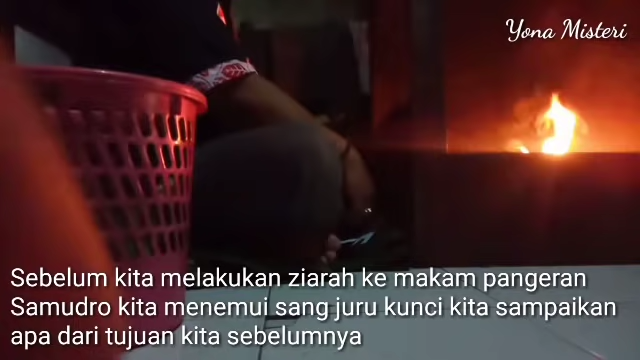 Yona Misteri
Sebelum kita melakukan ziarah ke makam pangeran
Samudro kita menemui sang juru kunci kita sampaikan
apa dari tujuan kita sebelumnya